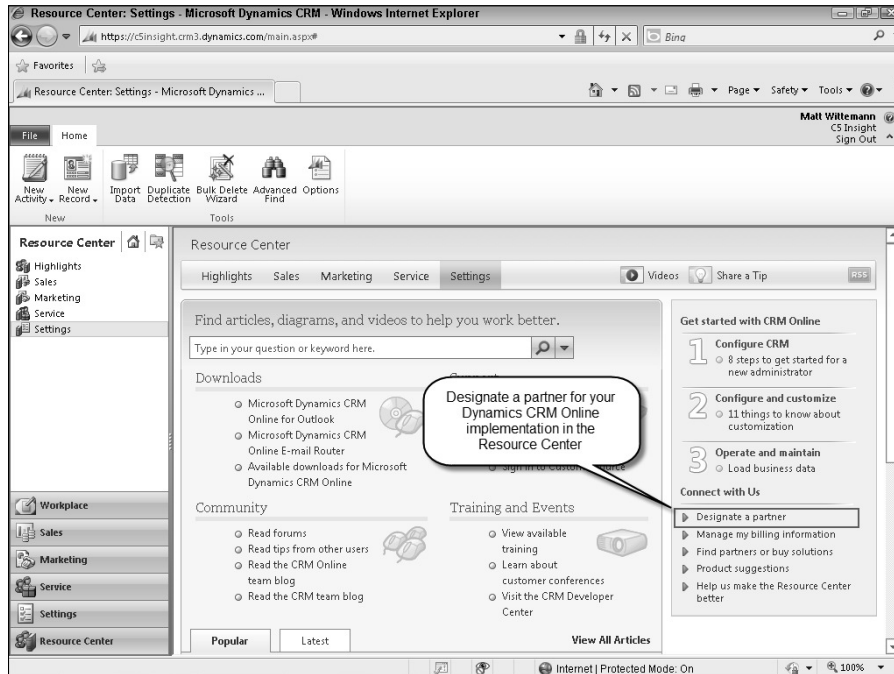 Resource Center: Settings - Microsoft Dynamics CRM - Windows Internet Explorer
https://c5insight.crm3.dynamics.com/main.aspx#
Bing
Favorites
Resource Center: Settings - Microsoft Dynamics ...
Page
Safety
Tools
Matt Wittemann
C5 Insight
Sign Out
File
Home
New Activity
New Record
Import Data
Duplicate Detection
Bulk Delete Wizard
Advanced Find
Options
New
Tools
Resource Center
Highlights
Sales
Marketing
Service
Settings
Workplace
Sales
Marketing
Service
Settings
Resource Center
Resource Center
Highlights
Sales
Marketing
Service
Settings
Videos
Share a Tip
RSS
Find articles, diagrams, and videos to help you work better.
Type in your question or keyword here.
Downloads
Microsoft Dynamics CRM
Online for Outlook
Microsoft Dynamics CRM
Online E-mail Router
Available downloads for Microsoft
Dynamics CRM Online
Designate a partner for your
Dynamics CRM Online
implementation in the
Resource Center
Community
Read forums
Read tips from other users
Read the CRM Online
team blog
Read the CRM team blog
Training and Events
View available
training
Learn about
customer conferences
Visit the CRM Developer
Center
Popular
Latest
View All Articles
Get started with CRM Online
1
Configure CRM
8 steps to get started for a
new administrator
2
Configure and customize
11 things to know about
customization
3
Operate and maintain
Load business data
Connect with Us
Designate a partner
Manage my billing information
Find partners or buy solutions
Product suggestions
Help us make the Resource Center
better
Internet | Protected Mode: On
100%